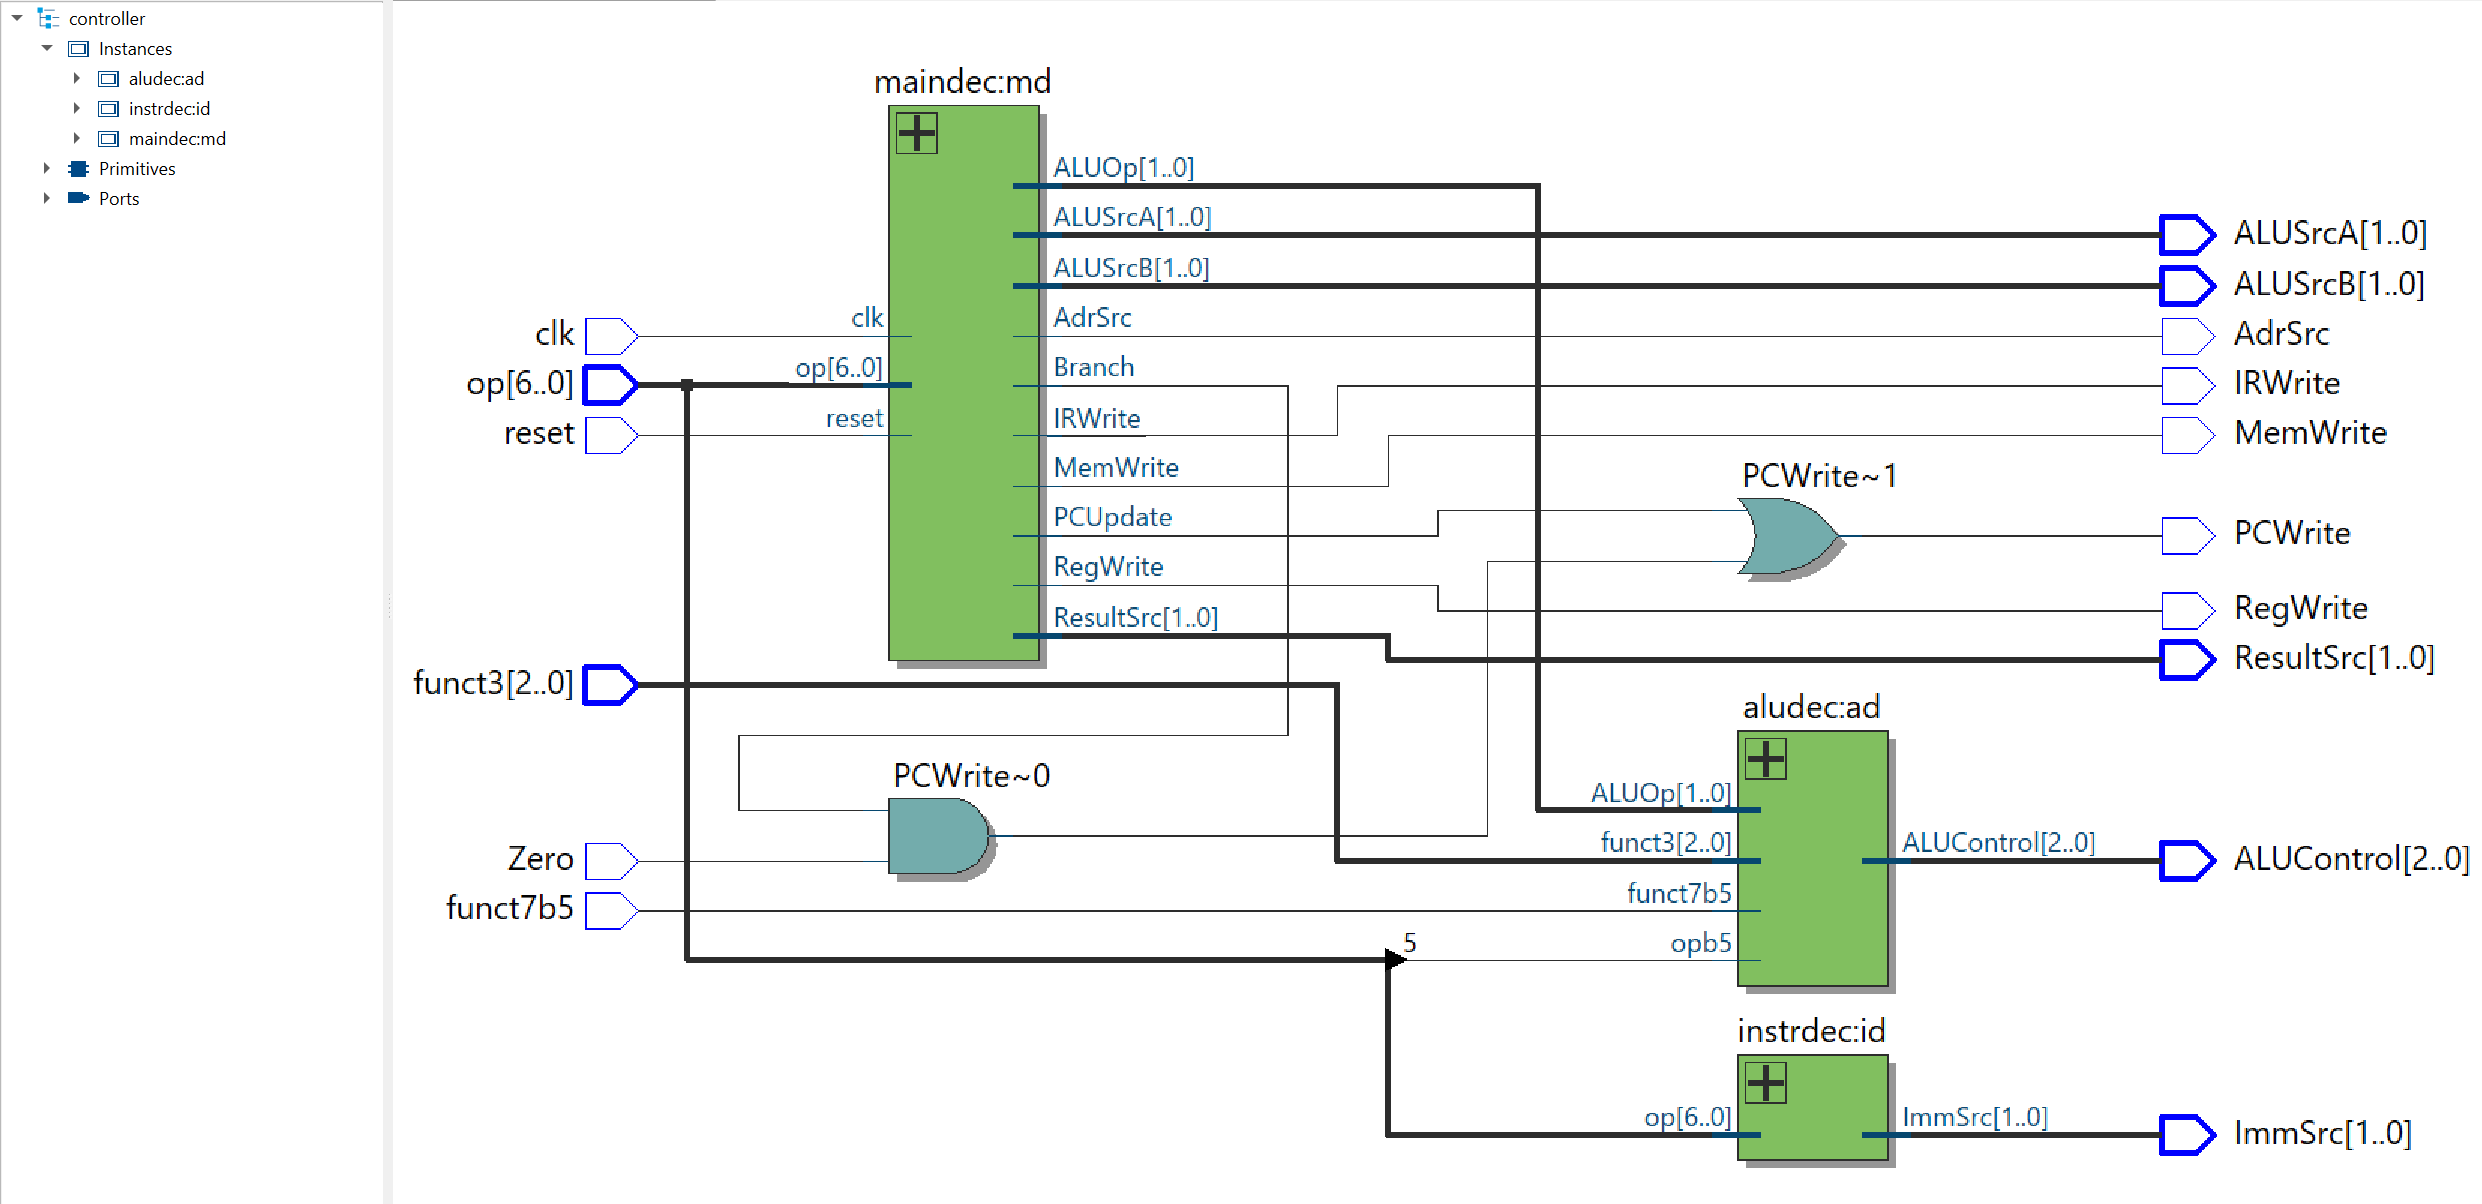 controller
Instances
aludec:ad
instrdec:id
maindec:md
Primitives
Ports
maindec:md
ALUOp[1..0]
ALUSrcA[1..0]
ALUSrcB[1..0]
AdrSrc
Branch
IRWrite
MemWrite
PCUpdate
RegWrite
ResultSrc[1..0]
clk
op[6..0]
reset
clk
op[6..0]
reset
funct3[2..0]
Zero
funct7b5
PCWrite~0
PCWrite~1
5
aludec:ad
ALUOp[1..0]
funct3[2..0]
funct7b5
opb5
ALUControl[2..0]
instrdec:id
op[6..0]
ImmSrc[1..0]
ALUSrcA[1..0]
ALUSrcB[1..0]
AdrSrc
IRWrite
MemWrite
PCWrite
RegWrite
ResultSrc[1..0]
ALUControl[2..0]
ImmSrc[1..0]